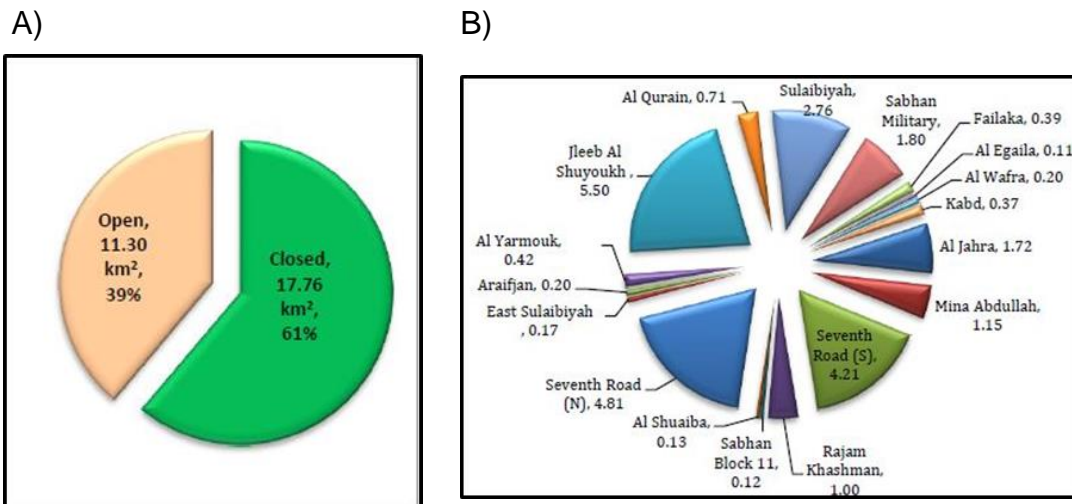 A)
B)
Open,
11.30
km²,
39%
Closed,
17.76
km²,
61%
Al Qurain, 0.71
Sulaibiyah,
2.76
Sabhan
Military,
1.80
Failaka, 0.39
Al Egaila, 0.11
Al Wafra, 0.20
Kabd, 0.37
Al Jahra, 1.72
Mina Abdullah,
1.15
Seventh
Road (S),
4.21
Rajam
Khashman,
1.00
Sabhan
Block 11,
0.12
Al Shuaiba,
0.13
Seventh Road
(N), 4.81
East Sulaibiyah
, 0.17
Araifjan, 0.20
Al Yarmouk,
0.42
Jleeb Al
Shuyoukh ,
5.50